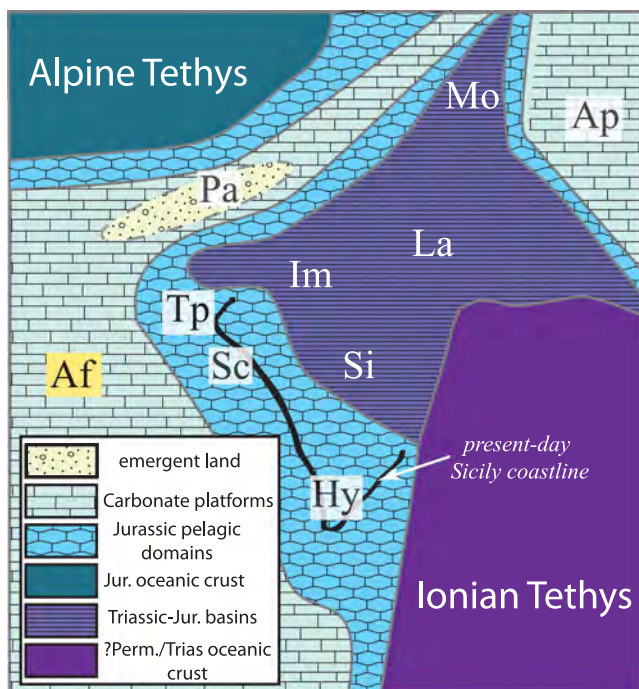 Alpine Tethys
Mo
Ap
Pa
La
Im
Tp
Sc
Si
Af
present-day
Sicily coastline
Hy
Ionian Tethys
emergent land
Carbonate platforms
Jurassic pelagic
domains
Jur. oceanic crust
Triassic-Jur. basins
?Perm./Trias oceanic
crust